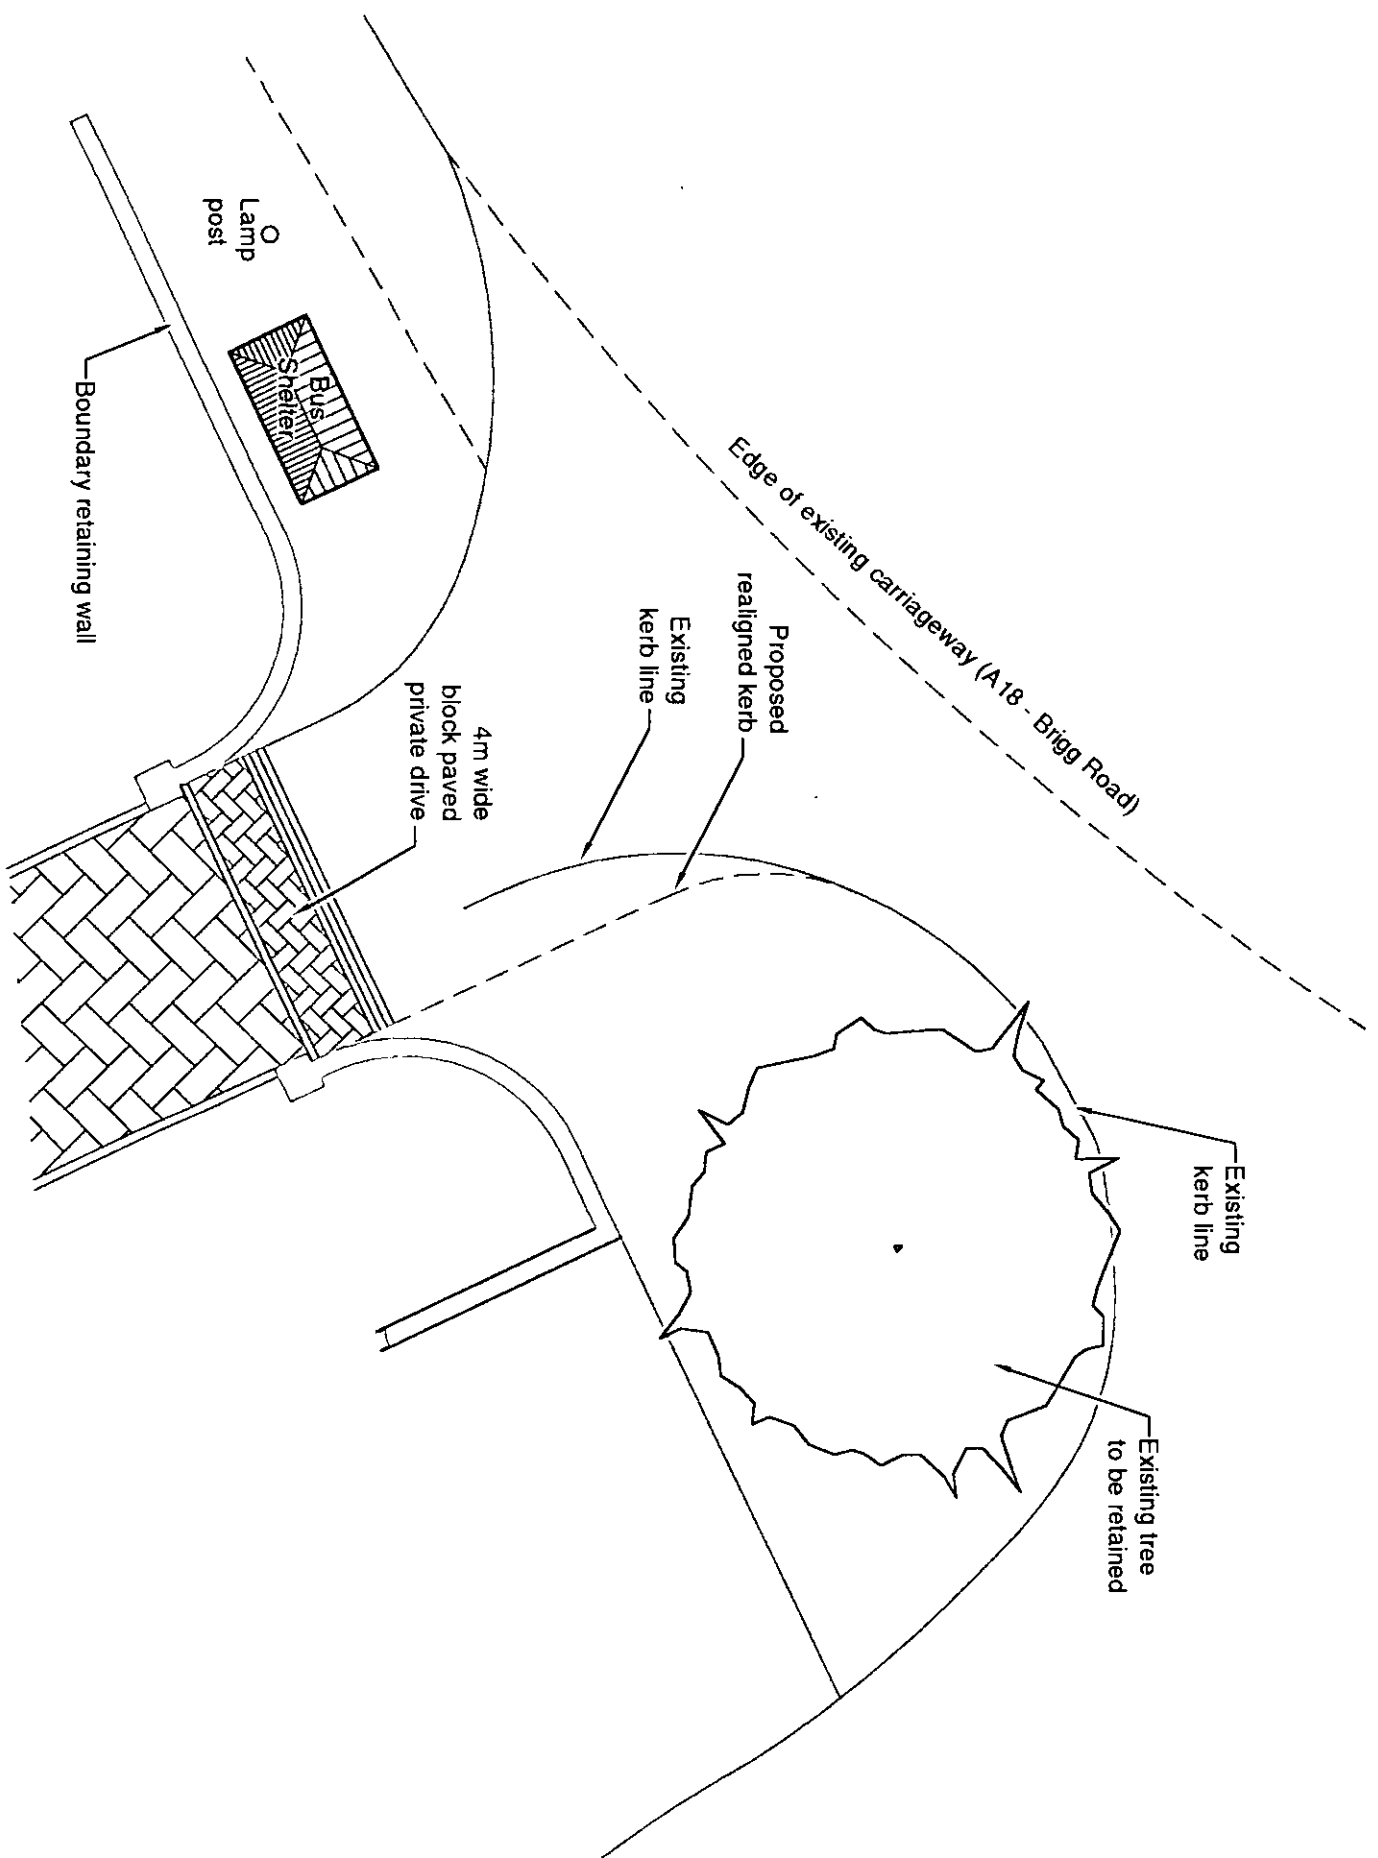 Edge of existing carriageway (A18 - Brigg Road)
Existing
kerb line
Existing tree
to be retained
Proposed
realigned kerb
Existing
kerb line
4m wide
block paved
private drive
Lamp
post
Bus
Shelter
Boundary retaining wall